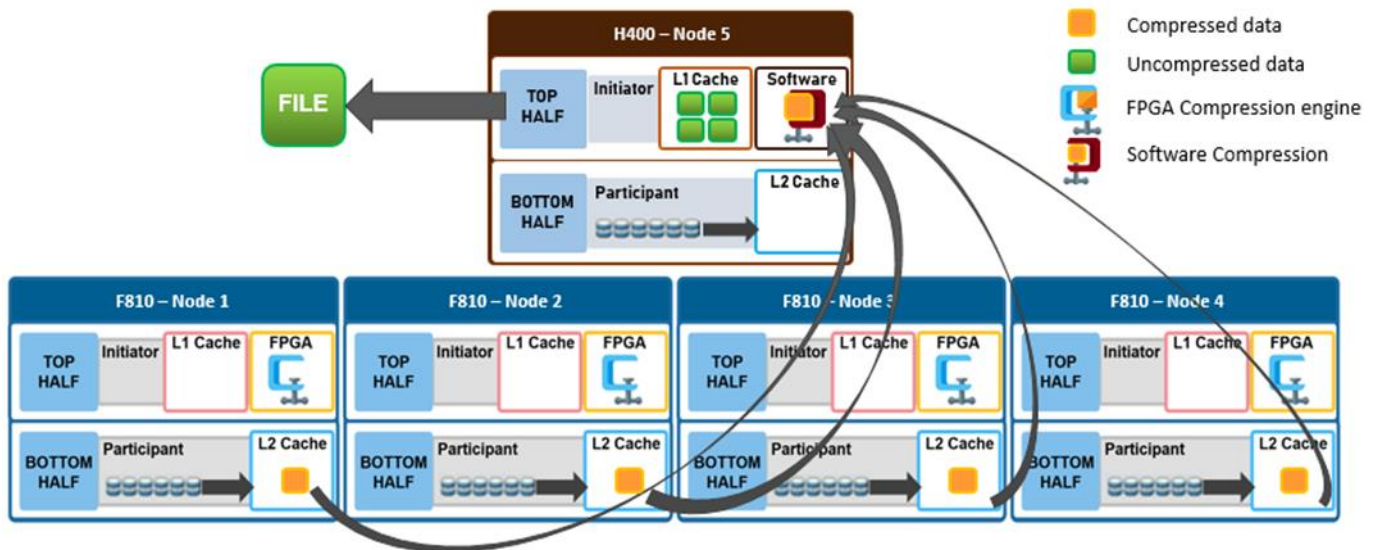 H400 – Node 5
FILE
TOP
HALF
Initiator
L1 Cache
Software
BOTTOM
HALF
Participant
L2 Cache
Compressed data
Uncompressed data
FPGA Compression engine
Software Compression
F810 – Node 1
TOP
HALF
Initiator
L1 Cache
FPGA
BOTTOM
HALF
Participant
L2 Cache
F810 – Node 2
TOP
HALF
Initiator
L1 Cache
FPGA
BOTTOM
HALF
Participant
L2 Cache
F810 – Node 3
TOP
HALF
Initiator
L1 Cache
FPGA
BOTTOM
HALF
Participant
L2 Cache
F810 – Node 4
TOP
HALF
Initiator
L1 Cache
FPGA
BOTTOM
HALF
Participant
L2 Cache